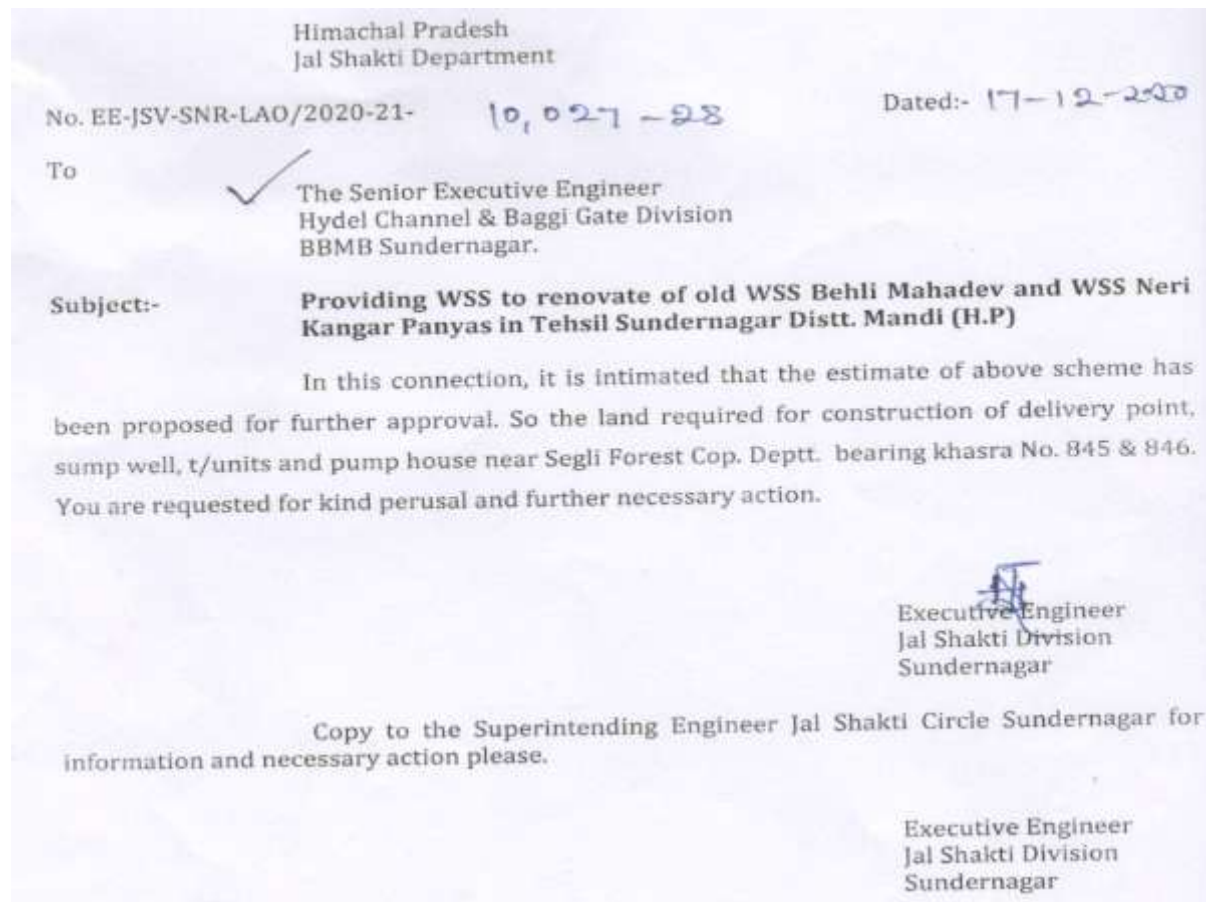 Himachal Pradesh
Jal Shakti Department
No. EE-JSV-SNR-LAO/2020-21- 10,027-28 Dated:- 17-12-2020
To
The Senior Executive Engineer
Hydel Channel & Baggi Gate Division
BBMB Sundernagar.
Subject:- Providing WSS to renovate of old WSS Behli Mahadev and WSS Neri
Kangar Panyas in Tehsil Sundernagar Distt. Mandi (H.P)
In this connection, it is intimated that the estimate of above scheme has
been proposed for further approval. So the land required for construction of delivery point,
sump well, t/units and pump house near Segli Forest Cop. Deptt. bearing khasra No. 845 & 846.
You are requested for kind perusal and further necessary action.
Executive Engineer
Jal Shakti Division
Sundernagar
Copy to the Superintending Engineer Jal Shakti Circle Sundernagar for
information and necessary action please.
Executive Engineer
Jal Shakti Division
Sundernagar